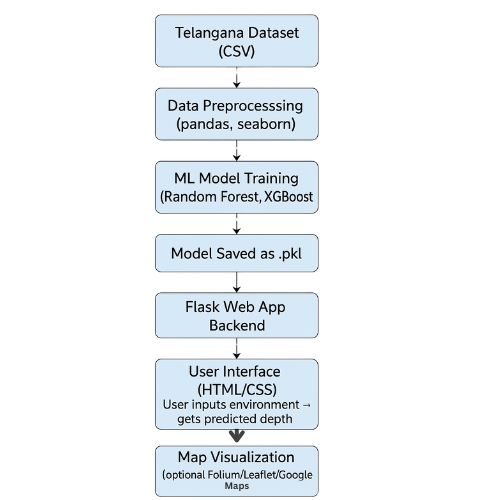 Telangana Dataset
(CSV)
Data Preprocesssing
(pandas, seaborn)
ML Model Training
(Random Forest, XGBoost
Model Saved as .pkl
Flask Web App
Backend
User Interface
(HTML/CSS)
User inputs environment →
gets predicted depth
Map Visualization
(optional Folium/Leaflet/Google
Maps